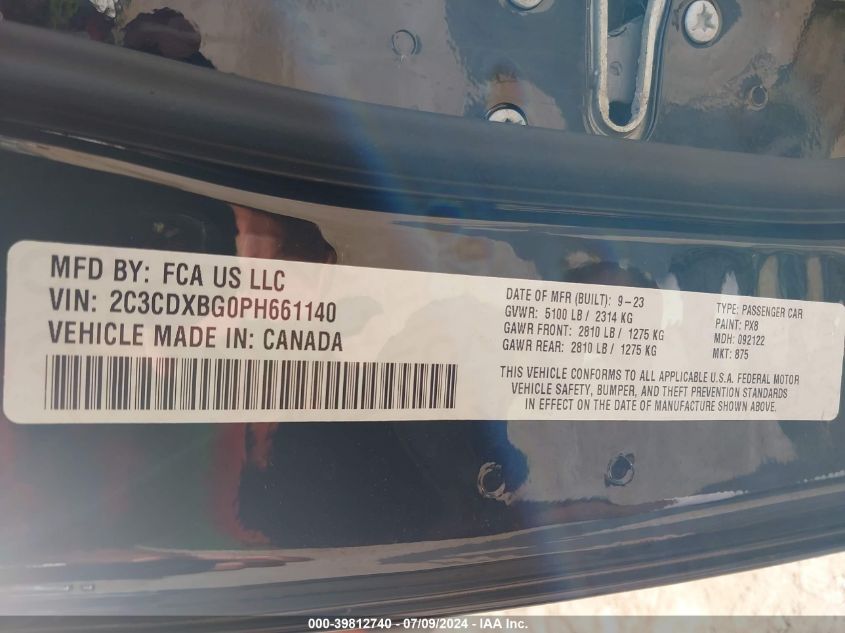 MFD BY: FCA US LLC
VIN: 2C3CDXBG0PH661140
VEHICLE MADE IN: CANADA
DATE OF MFR (BUILT): 9-23
GVWR: 5100 LB / 2314 KG
GAWR FRONT: 2810 LB / 1275 KG
GAWR REAR: 2810 LB / 1275 KG
TYPE: PASSENGER CAR
PAINT: PX8
MDH: 092122
MKT: 875
THIS VEHICLE CONFORMS TO ALL APPLICABLE U.S.A. FEDERAL MOTOR
VEHICLE SAFETY, BUMPER, AND THEFT PREVENTION STANDARDS
IN EFFECT ON THE DATE OF MANUFACTURE SHOWN ABOVE.
000-39812740 - 07/09/2024 - IAA Inc.